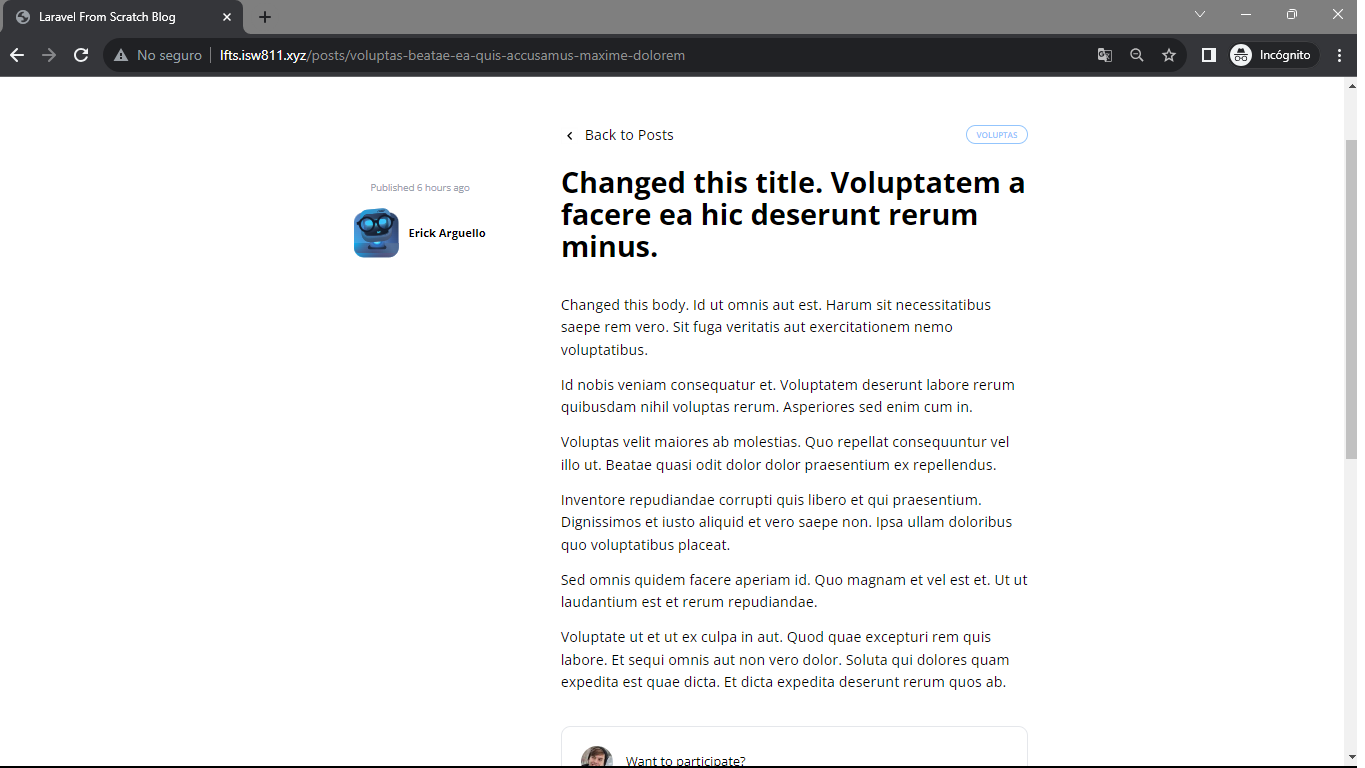 Laravel From Scratch Blog
No seguro
lfts.isw811.xyz/posts/voluptas-beatae-ea-quis-accusamus-maxime-dolorem
Incógnito
Back to Posts
VOLUPTAS
Published 6 hours ago
Erick Arguello
Changed this title. Voluptatem a
facere ea hic deserunt rerum
minus.
Changed this body. Id ut omnis aut est. Harum sit necessitatibus
saepe rem vero. Sit fuga veritatis aut exercitationem nemo
voluptatibus.
Id nobis veniam consequatur et. Voluptatem deserunt labore rerum
quibusdam nihil voluptas rerum. Asperiores sed enim cum in.
Voluptas velit maiores ab molestias. Quo repellat consequuntur vel
illo ut. Beatae quasi odit dolor dolor praesentium ex repellendus.
Inventore repudiandae corrupti quis libero et qui praesentium.
Dignissimos et iusto aliquid et vero saepe non. Ipsa ullam doloribus
quo voluptatibus placeat.
Sed omnis quidem facere aperiam id. Quo magnam et vel est et. Ut ut
laudantium est et rerum repudiandae.
Voluptate ut et ut ex culpa in aut. Quod quae excepturi rem quis
labore. Et sequi omnis aut non vero dolor. Soluta qui dolores quam
expedita est quae dicta. Et dicta expedita deserunt rerum quos ab.
Want to participate?